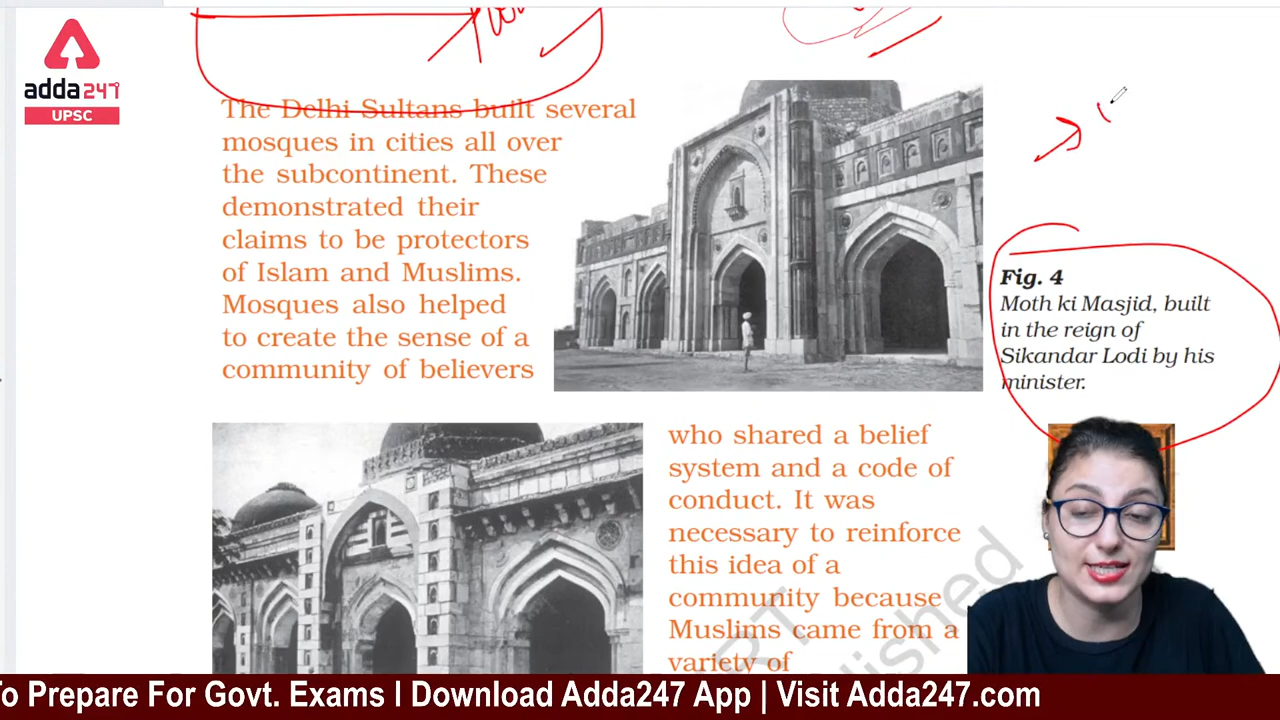 adda247
UPSC
The Delhi Sultans built several
mosques in cities all over
the subcontinent. These
demonstrated their
claims to be protectors
of Islam and Muslims.
Mosques also helped
to create the sense of a
community of believers
Fig. 4
Moth ki Masjid, built
in the reign of
Sikandar Lodi by his
minister.
who shared a belief
system and a code of
conduct. It was
necessary to reinforce
this idea of a
community because
Muslims came from a
variety of
To Prepare For Govt. Exams I Download Adda247 App | Visit Adda247.com